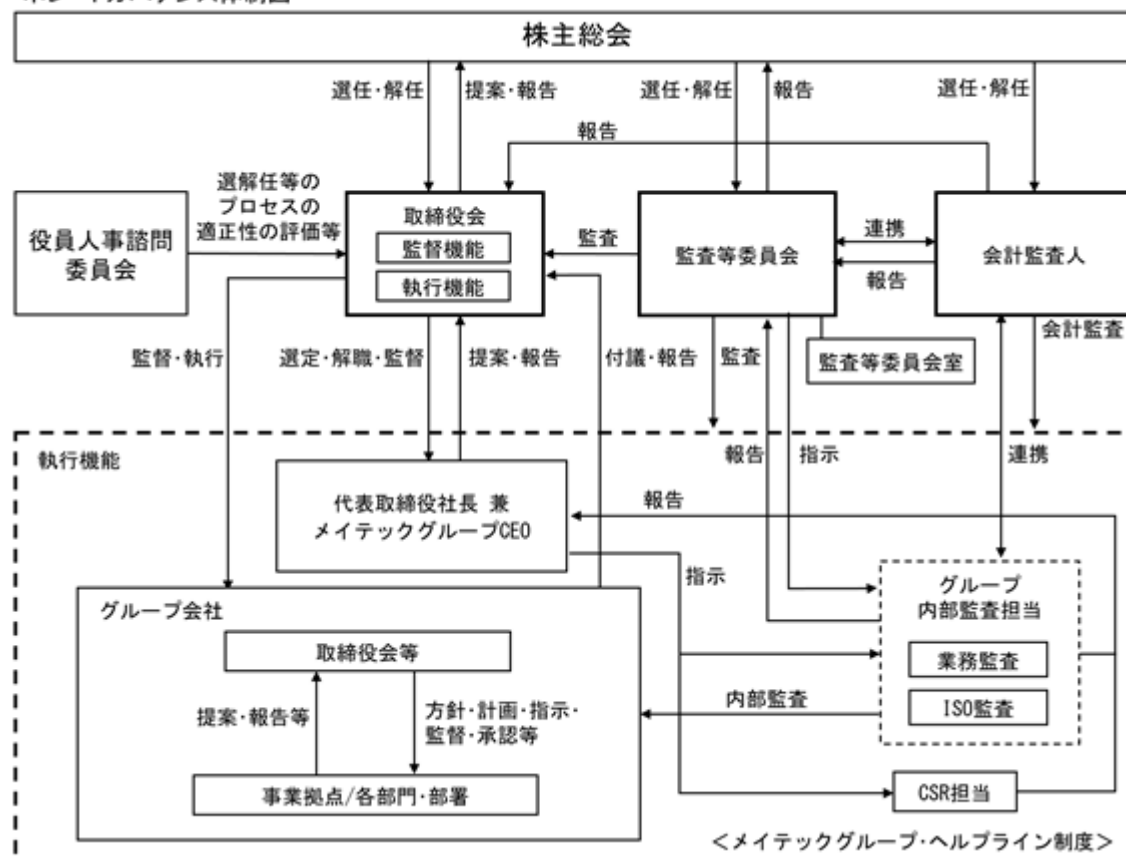 株主総会
選任・解任
提案・報告
選任・解任
報告
選任・解任
報告
選解任等の
プロセスの
適正性の評価等
役員人事諮問
委員会
取締役会
監督機能
執行機能
監査
監査等委員会
連携
報告
会計監査人
監督・執行
選定・解職・監督
提案・報告
付議・報告
監査
監査等委員会室
会計監査
執行機能
報告
指示
連携
代表取締役社長 兼
メイテックグループCEO
報告
指示
グループ
内部監査担当
業務監査
ISO監査
グループ会社
取締役会等
提案・報告等
方針・計画・指示・
監督・承認等
内部監査
事業拠点/各部門・部署
CSR担当
＜メイテックグループ・ヘルプライン制度＞